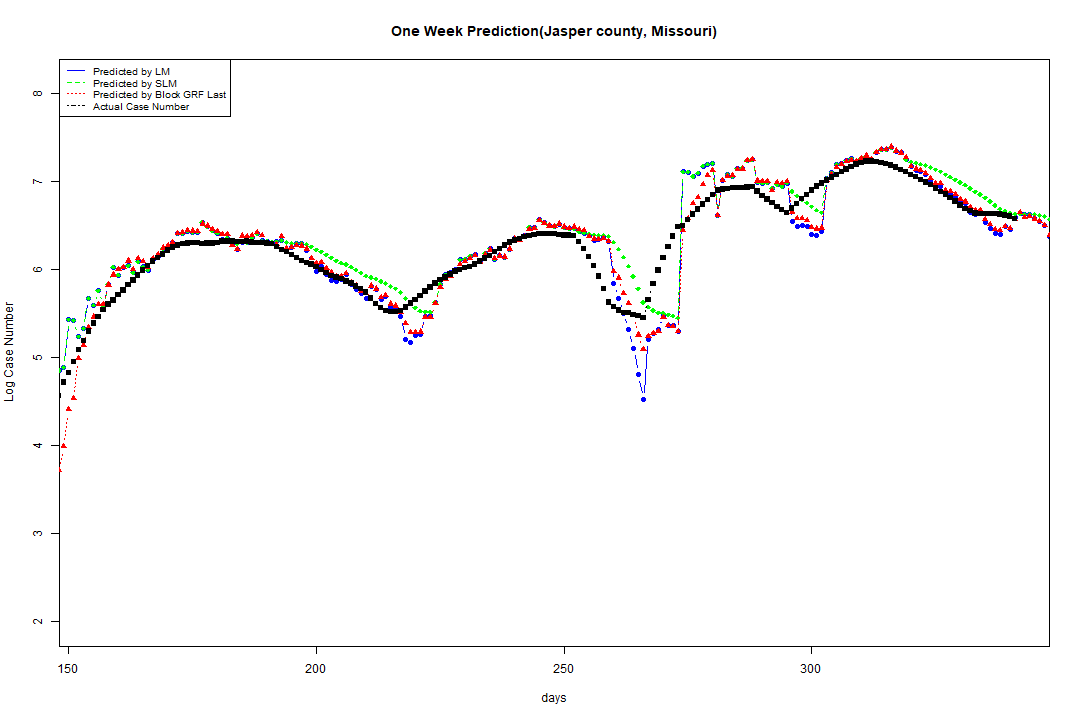 One Week Prediction(Jasper county, Missouri)
Predicted by LM
Predicted by SLM
Predicted by Block GRF Last
Actual Case Number
8
7
6
5
4
3
2
Log Case Number
150
200
250
300
days